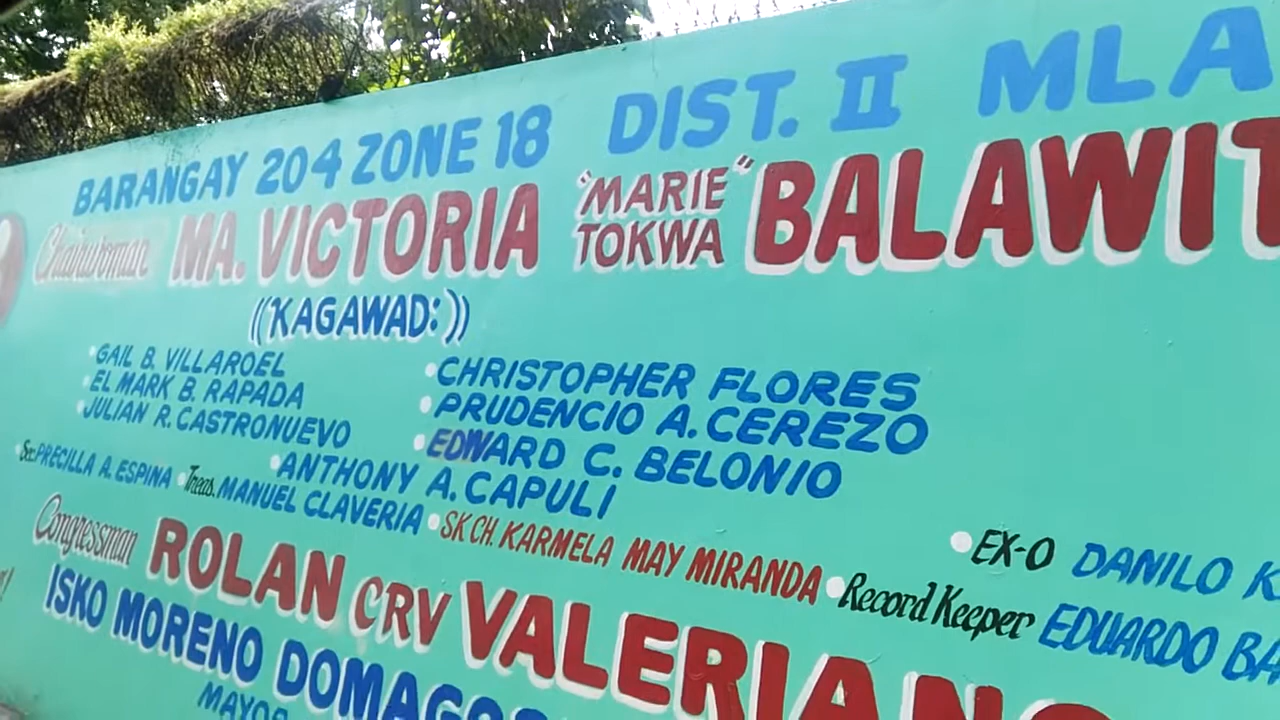 BARANGAY 204 ZONE 18 DIST. II MLA
Chairwoman MA. VICTORIA "MARIE TOKWA" BALAWIT
((KAGAWAD:))
• GAIL B. VILLAROEL
• EL MARK B. RAPADA
• JULIAN R. CASTRONUEVO
• CHRISTOPHER FLORES
• PRUDENCIO A. CEREZO
• EDWARD C. BELONIO
• ANTHONY A. CAPULI
• Sec. PRECILLA A. ESPINA • Treas. MANUEL CLAVERIA • SK CH. KARMELA MAY MIRANDA • Record Keeper EDUARDO BA
• EX-O DANILO K
Congressman ROLAN CRV VALERIANO
ISKO MORENO DOMAGO
MAYOR